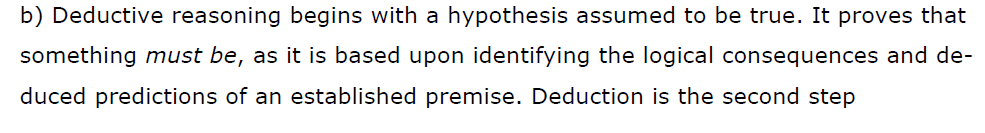 b) Deductive reasoning begins with a hypothesis assumed to be true. It proves that
something must be, as it is based upon identifying the logical consequences and de-
duced predictions of an established premise. Deduction is the second step